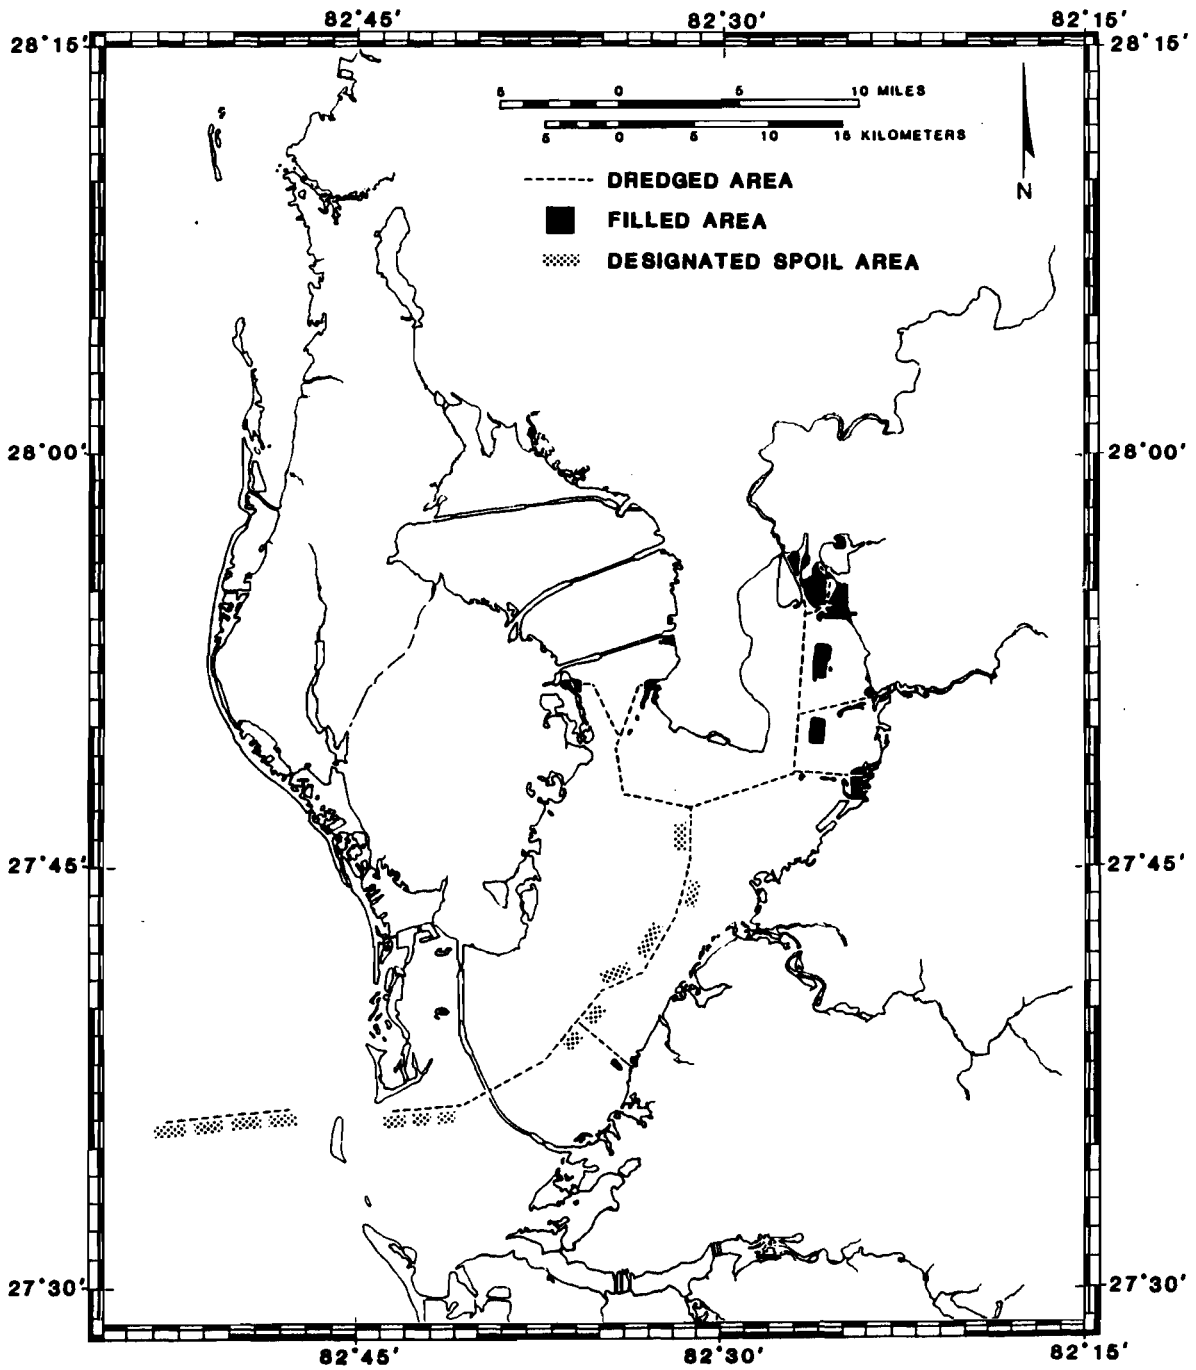 82°45' 82°30' 82°15'
28°15' 28°15'
5 0 5 10 MILES
5 0 5 10 15 KILOMETERS
DREDGED AREA
N
FILLED AREA
DESIGNATED SPOIL AREA
28°00' 28°00'
27°45' 27°45'
27°30' 27°30'
82°45' 82°30' 82°15'